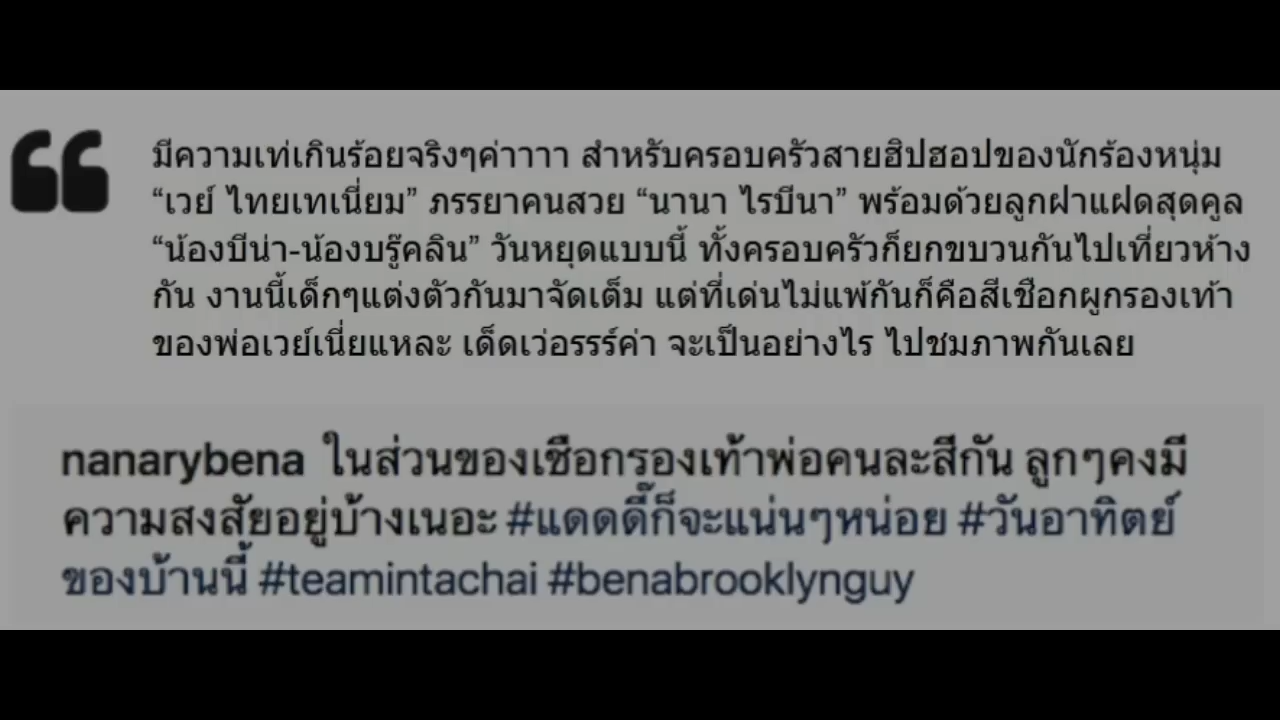 มีความเท่เกินร้อยจริงๆค่าาาา สำหรับครอบครัวสายฮิปฮอปของนักร้องหนุ่ม
“เวย์ ไทยเทเนี่ยม” ภรรยาคนสวย “นานา ไรบีนา” พร้อมด้วยลูกฝาแฝดสุดคูล
“น้องบีน่า-น้องบรู๊คลิน” วันหยุดแบบนี้ ทั้งครอบครัวก็ยกขบวนกันไปเที่ยวห้าง
กัน งานนี้เด็กๆแต่งตัวกันมาจัดเต็ม แต่ที่เด่นไม่แพ้กันก็คือสีเชือกผูกรองเท้า
ของพ่อเวย์เนี่ยแหละ เด็ดเว่อรรร์ค่า จะเป็นอย่างไร ไปชมภาพกันเลย
nanarybena ในส่วนของเชือกรองเท้าพ่อคนละสีกัน ลูกๆคงมี
ความสงสัยอยู่บ้างเนอะ #แดดดี๊ก็จะแน่นๆหน่อย #วันอาทิตย์
ของบ้านนี้ #teamintachai #benabrooklynguy